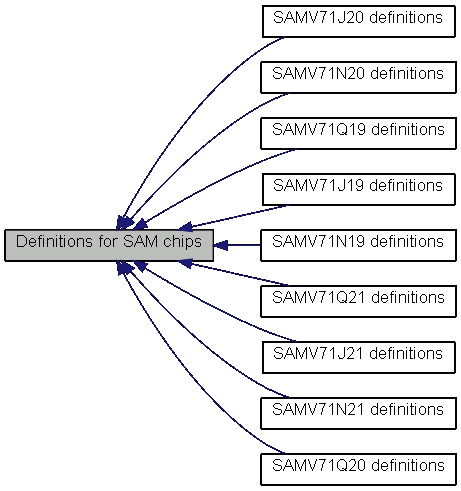 SAMV71J20 definitions
SAMV71N20 definitions
SAMV71Q19 definitions
SAMV71J19 definitions
Definitions for SAM chips
SAMV71N19 definitions
SAMV71Q21 definitions
SAMV71J21 definitions
SAMV71N21 definitions
SAMV71Q20 definitions